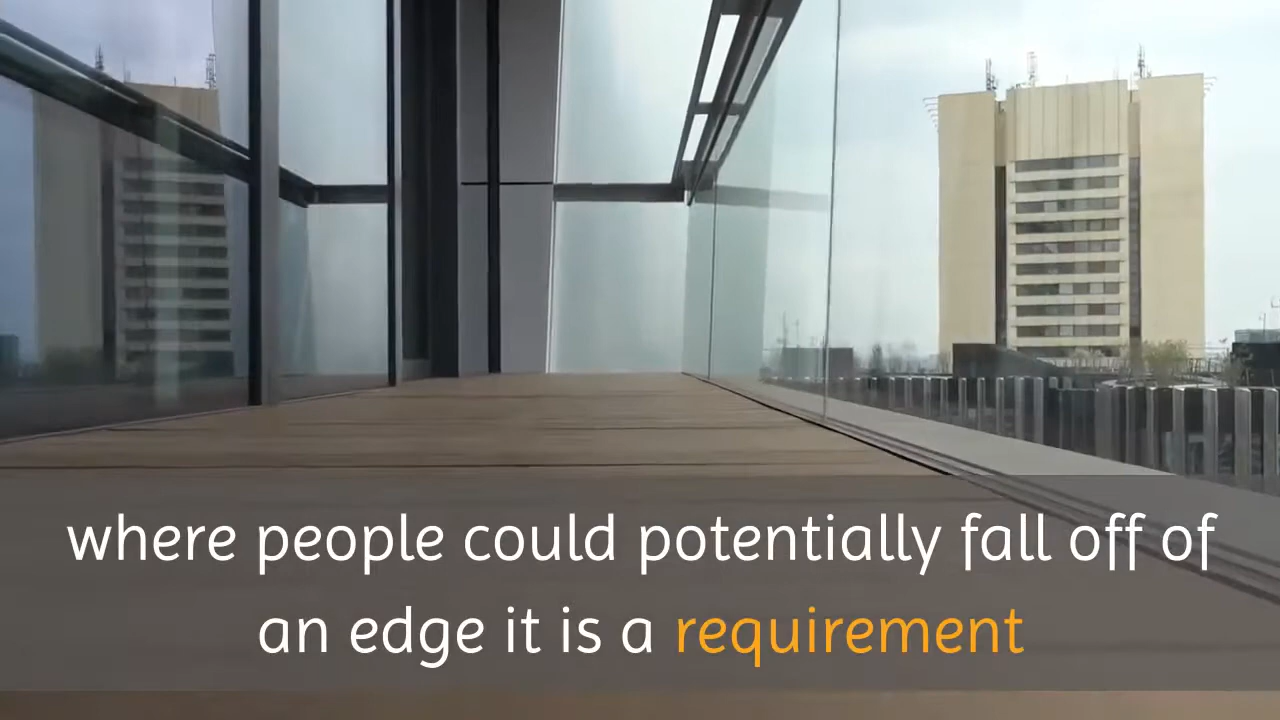 where people could potentially fall off of
an edge it is a requirement